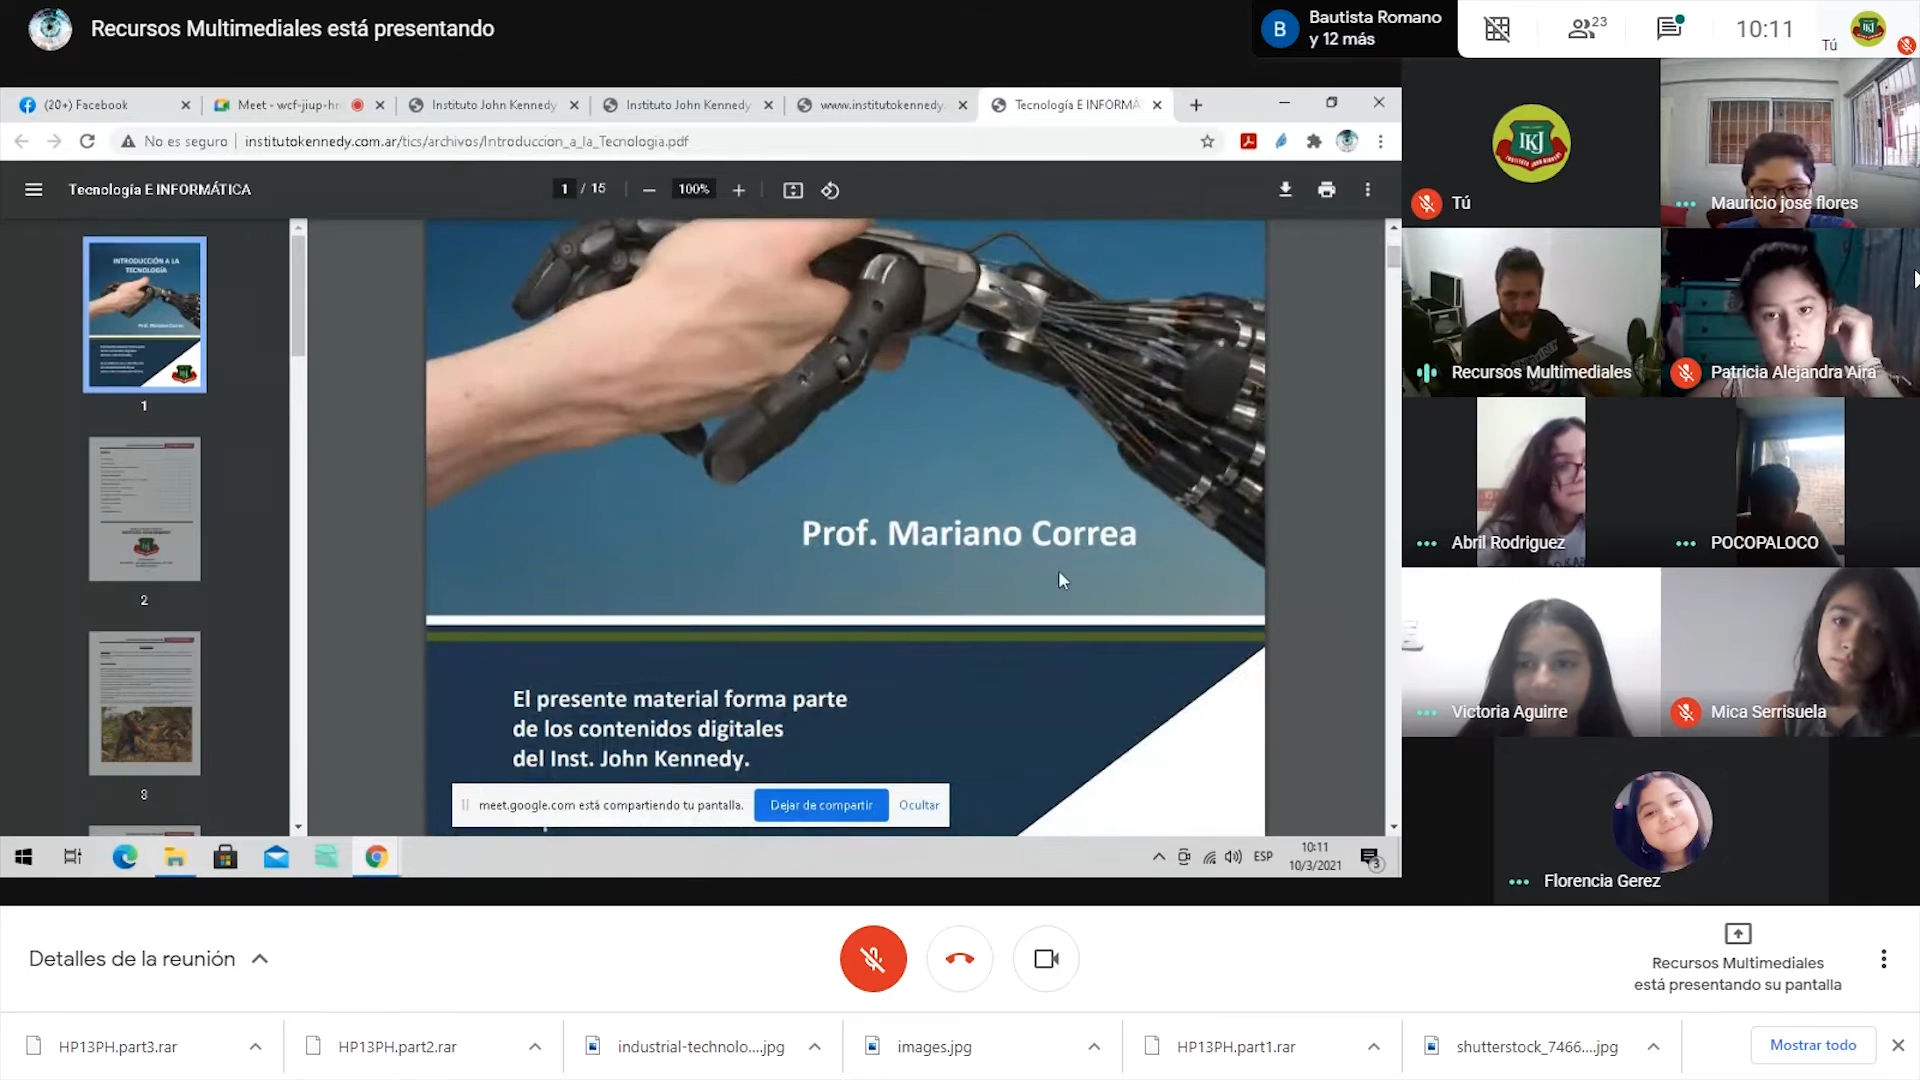 Recursos Multimediales está presentando
Bautista Romano
y 12 más
23
10:11
Tú
(20+) Facebook
Meet - wcf-jiup-hn
Instituto John Kennedy
Instituto John Kennedy
www.institutokennedy.
Tecnología E INFORMÁ
No es seguro
institutokennedy.com.ar/tics/archivos/Introduccion_a_la_Tecnologia.pdf
Tecnología E INFORMÁTICA
1 / 15
100%
INTRODUCCIÓN A LA
TECNOLOGÍA
1
2
3
Prof. Mariano Correa
El presente material forma parte
de los contenidos digitales
del Inst. John Kennedy.
meet.google.com está compartiendo tu pantalla.
Dejar de compartir
Ocultar
ESP
10:11
10/3/2021
3
IKJ
Tú
Mauricio jose flores
Recursos Multimediales
Patricia Alejandra Aira
Abril Rodriguez
POCOPALOCO
Victoria Aguirre
Mica Serrisuela
Florencia Gerez
Detalles de la reunión
Recursos Multimediales
está presentando su pantalla
HP13PH.part3.rar
HP13PH.part2.rar
industrial-technolo....jpg
images.jpg
HP13PH.part1.rar
shutterstock_7466....jpg
Mostrar todo